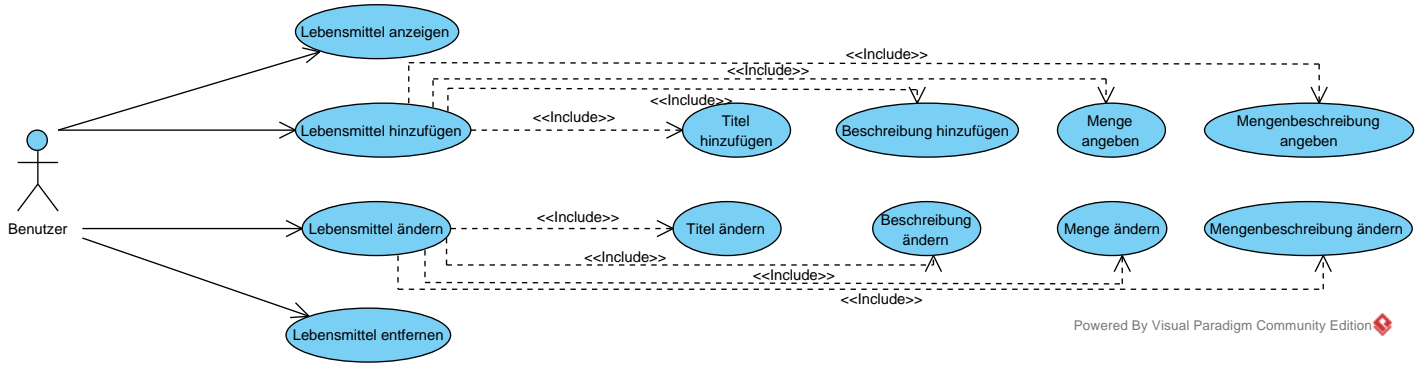 Lebensmittel anzeigen
<<Include>>
<<Include>>
<<Include>>
Lebensmittel hinzufügen
<<Include>>
Titel
hinzufügen
Beschreibung hinzufügen
Menge
angeben
Mengenbeschreibung
angeben
Benutzer
Lebensmittel ändern
<<Include>>
Titel ändern
Beschreibung
ändern
Menge ändern
Mengenbeschreibung ändern
<<Include>>
<<Include>>
<<Include>>
Lebensmittel entfernen
Powered By Visual Paradigm Community Edition